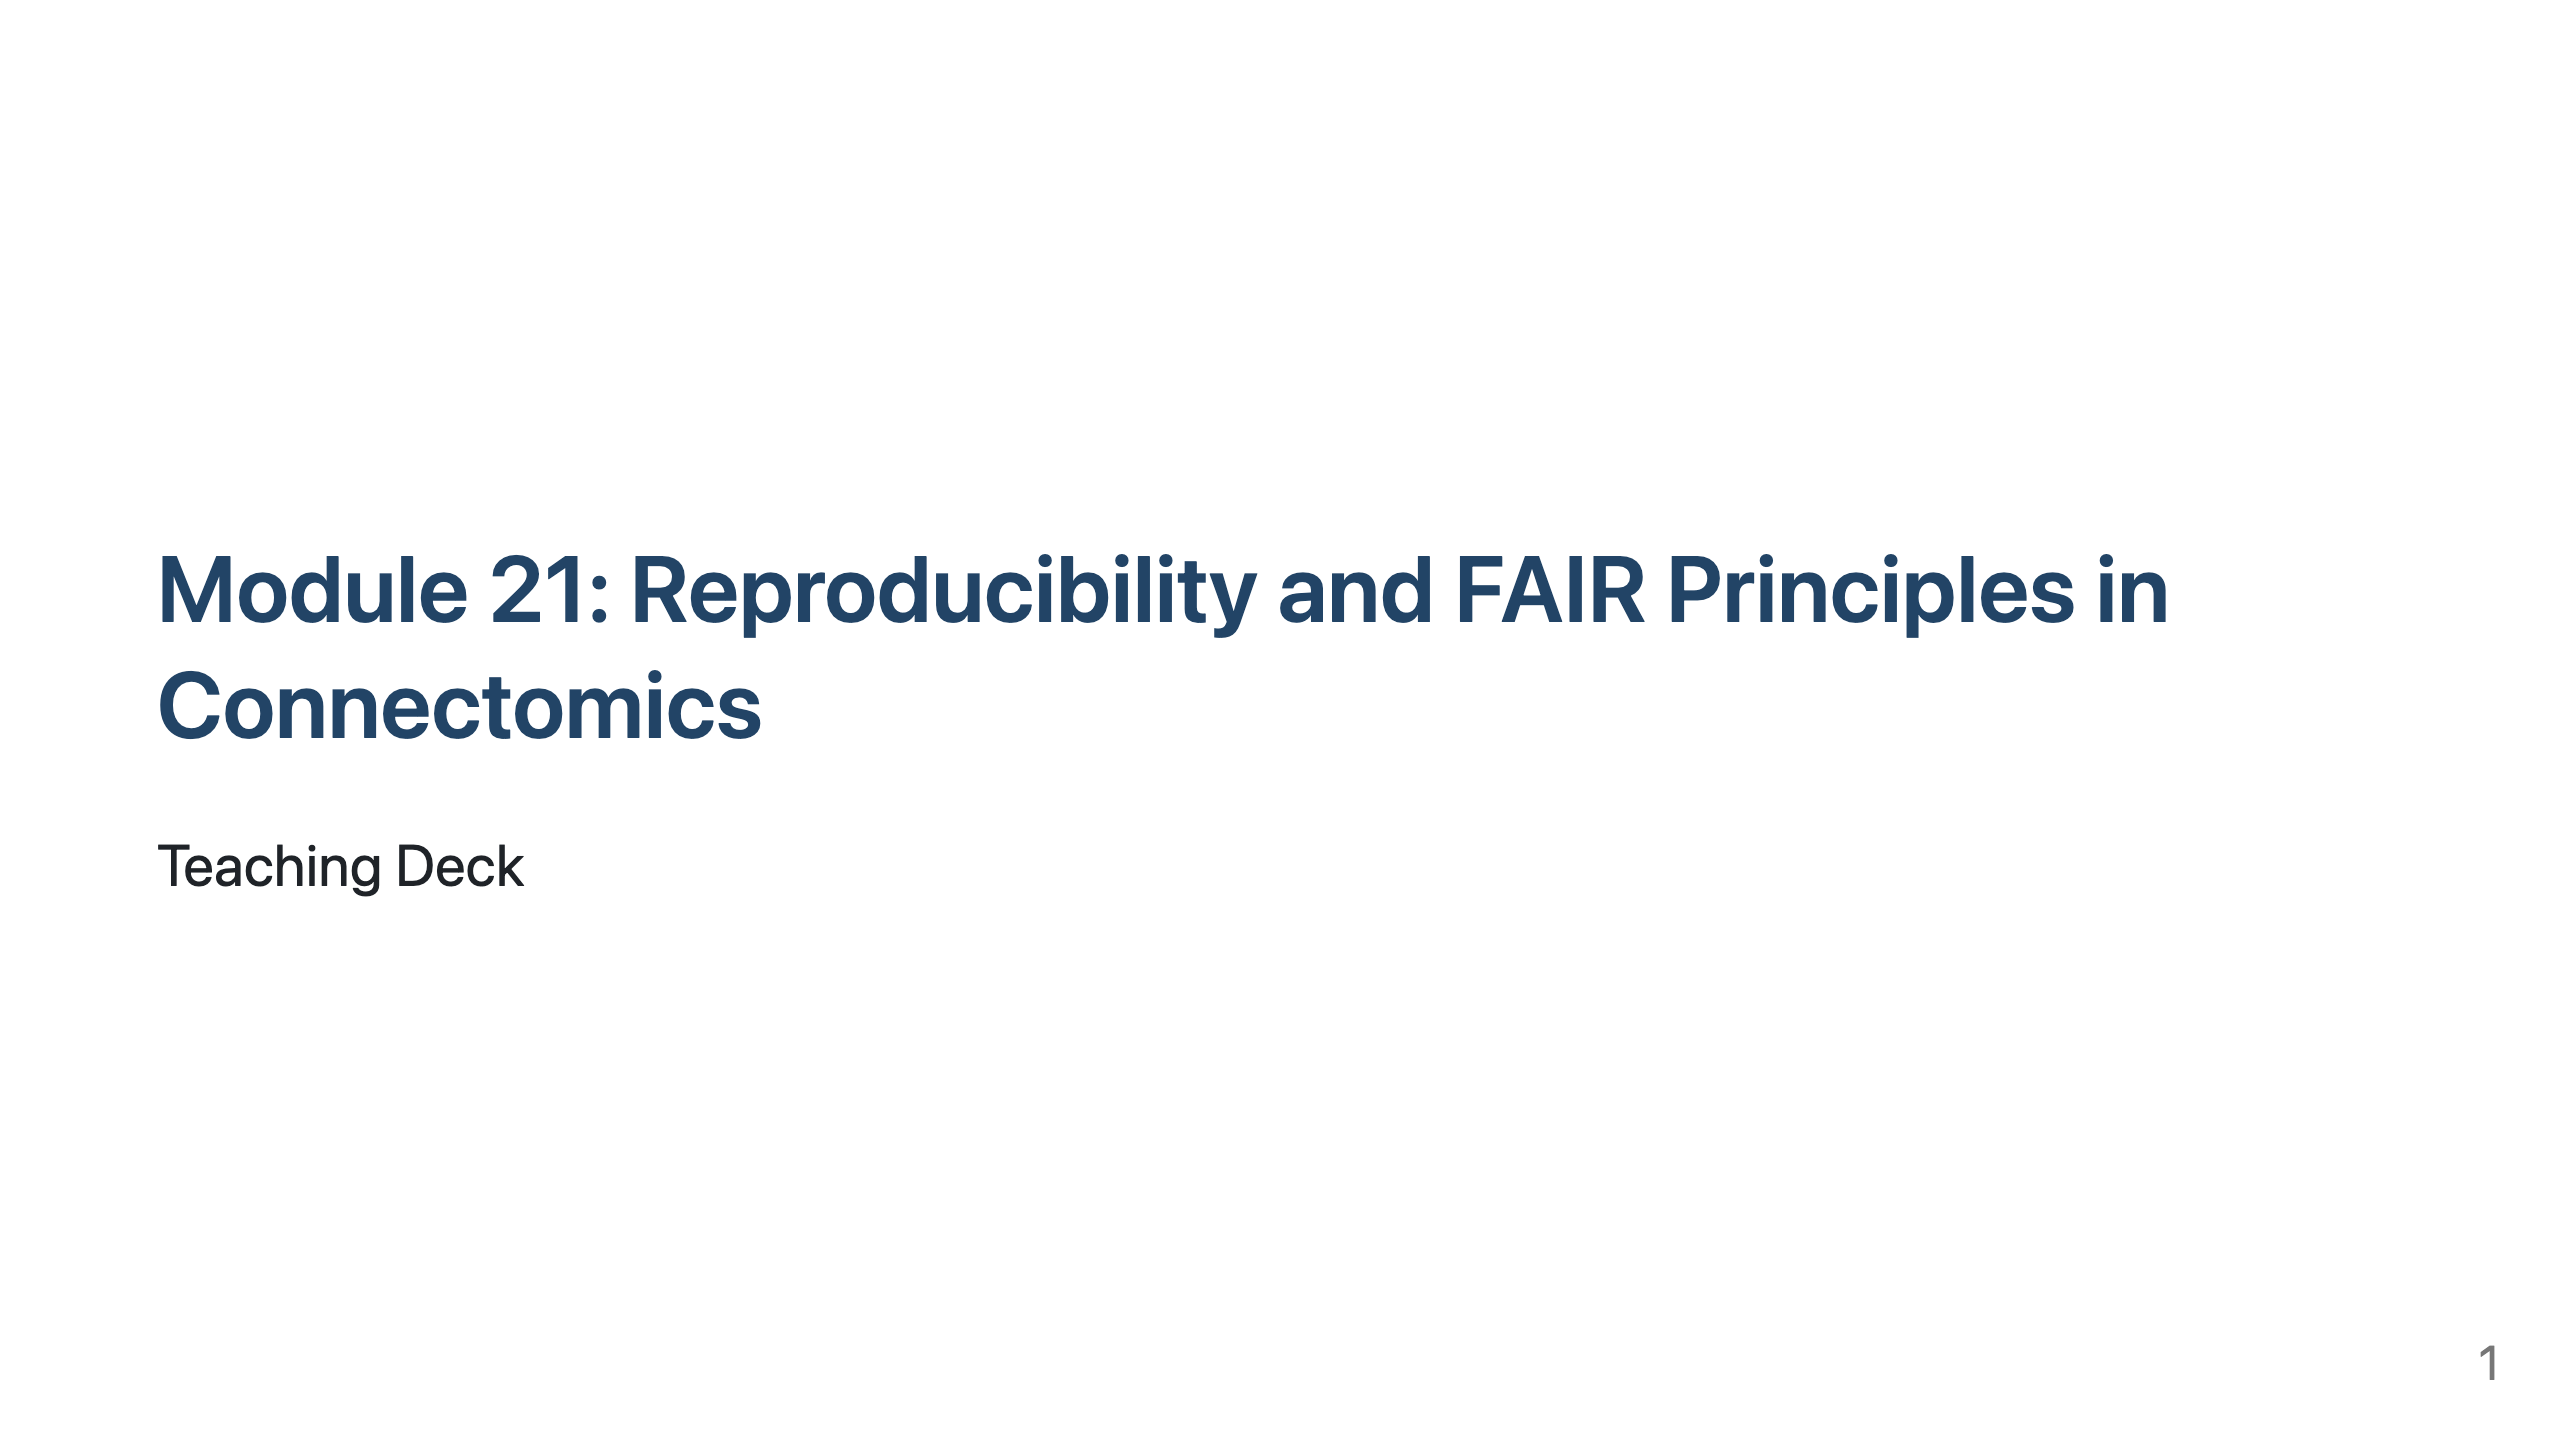 Module 21: Reproducibility and FAIR Principles in
Connectomics
Teaching Deck
1